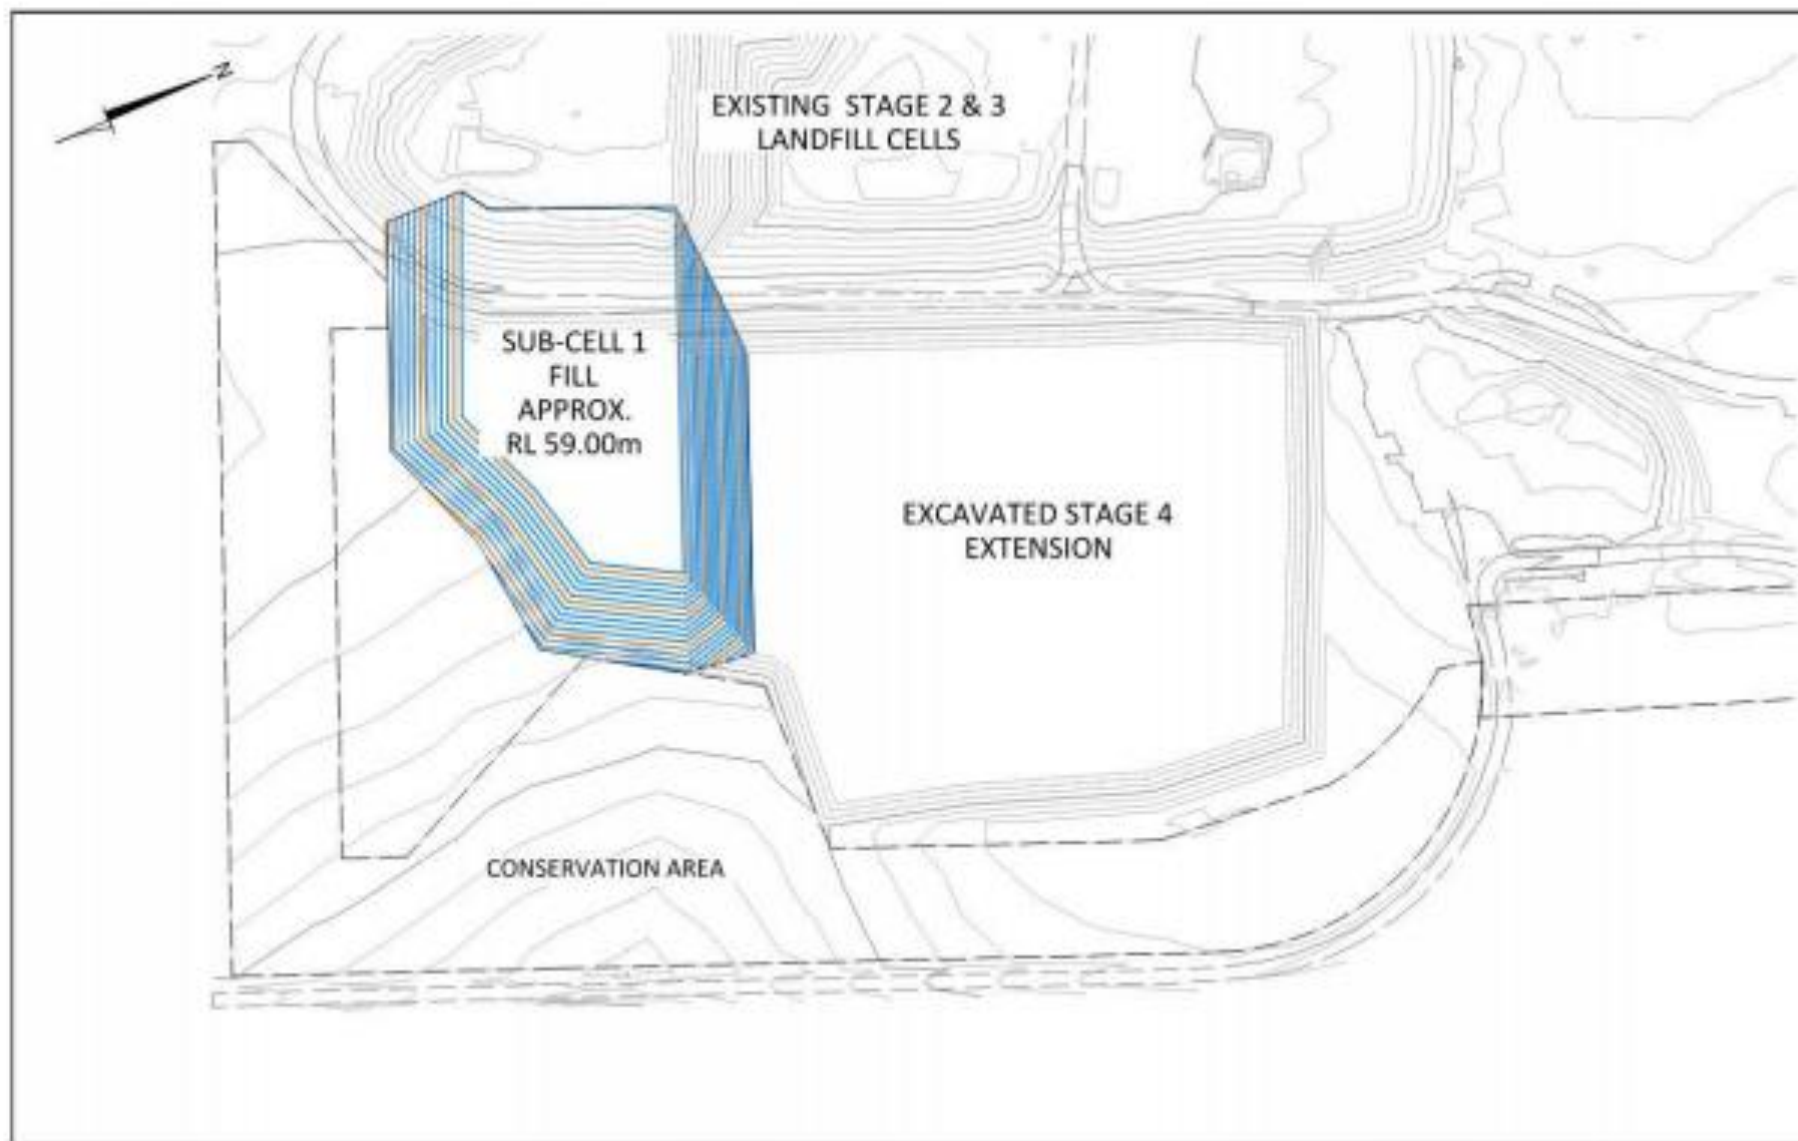 N
EXISTING STAGE 2 & 3
LANDFILL CELLS
SUB-CELL 1
FILL
APPROX.
RL 59.00m
EXCAVATED STAGE 4
EXTENSION
CONSERVATION AREA